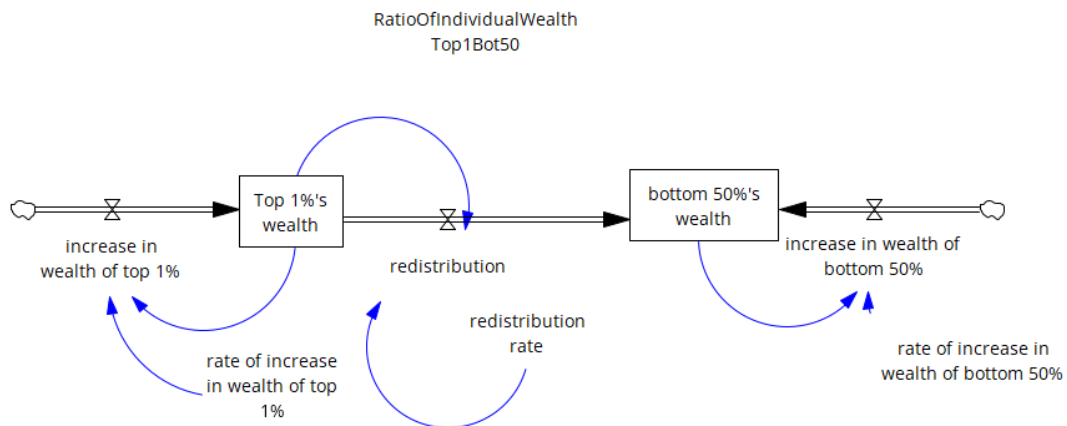 RatioOfIndividualWealth
Top1Bot50
Top 1%'s
wealth
bottom 50%'s
wealth
increase in
wealth of top 1%
redistribution
increase in wealth of
bottom 50%
redistribution
rate
rate of increase
in wealth of top
1%
rate of increase in
wealth of bottom 50%